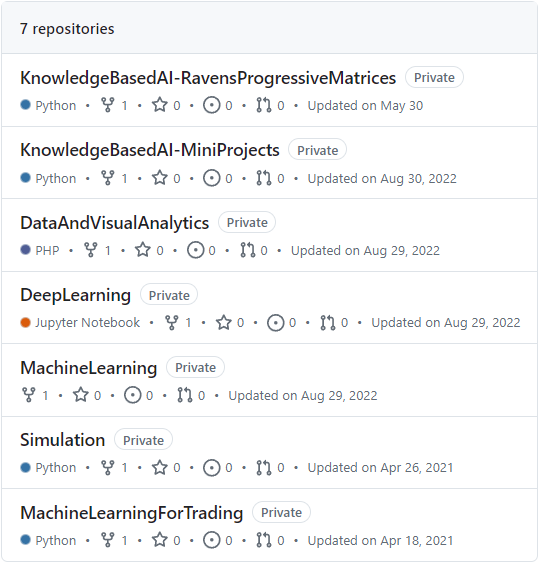 7 repositories
KnowledgeBasedAI-RavensProgressiveMatrices Private
Python • 1 • 0 • 0 • 0 • Updated on May 30
KnowledgeBasedAI-MiniProjects Private
Python • 1 • 0 • 0 • 0 • Updated on Aug 30, 2022
DataAndVisualAnalytics Private
PHP • 1 • 0 • 0 • 0 • Updated on Aug 29, 2022
DeepLearning Private
Jupyter Notebook • 1 • 0 • 0 • 0 • Updated on Aug 29, 2022
MachineLearning Private
1 • 0 • 0 • 0 • Updated on Aug 29, 2022
Simulation Private
Python • 1 • 0 • 0 • 0 • Updated on Apr 26, 2021
MachineLearningForTrading Private
Python • 1 • 0 • 0 • 0 • Updated on Apr 18, 2021